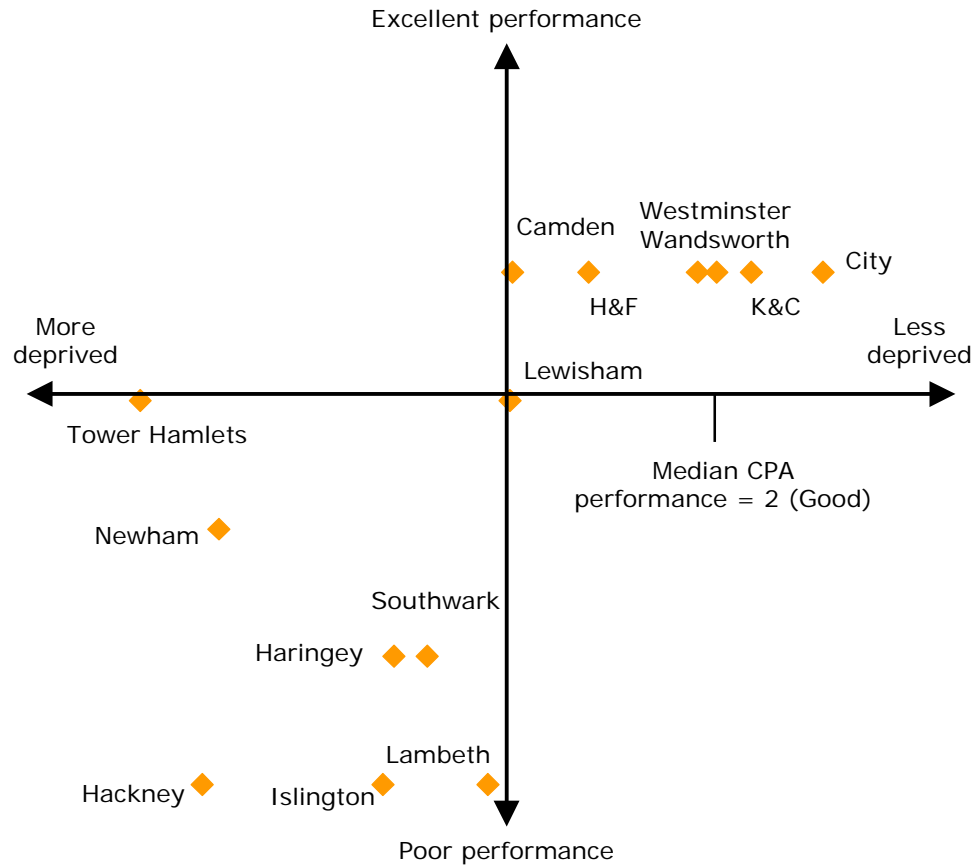 Excellent performance
Camden
Westminster
Wandsworth
City
H&F
K&C
More
deprived
Less
deprived
Lewisham
Tower Hamlets
Median CPA
performance = 2 (Good)
Newham
Southwark
Haringey
Lambeth
Hackney
Islington
Poor performance